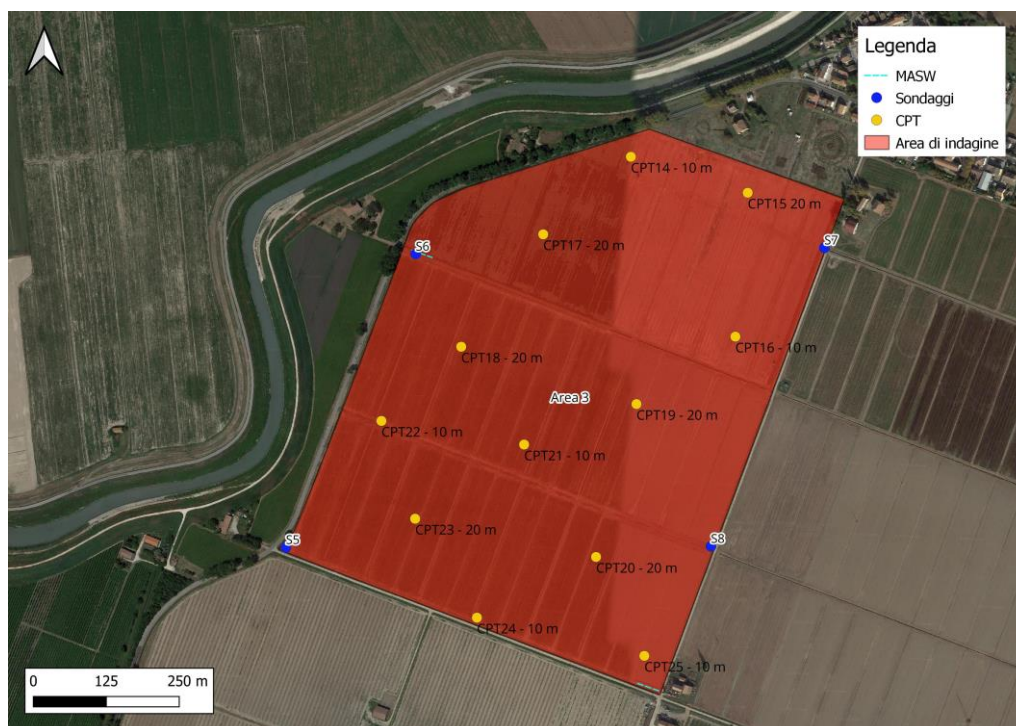 Legenda
MASW
Sondaggi
CPT
Area di indagine
CPT14 - 10 m
CPT15 20 m
CPT17 - 20 m
S6
S7
CPT16 - 10 m
CPT18 - 20 m
Area 3
CPT19 - 20 m
CPT22 - 10 m
CPT21 - 10 m
CPT23 - 20 m
S5
S8
CPT20 - 20 m
CPT24 - 10 m
CPT25 - 10 m
0 125 250 m